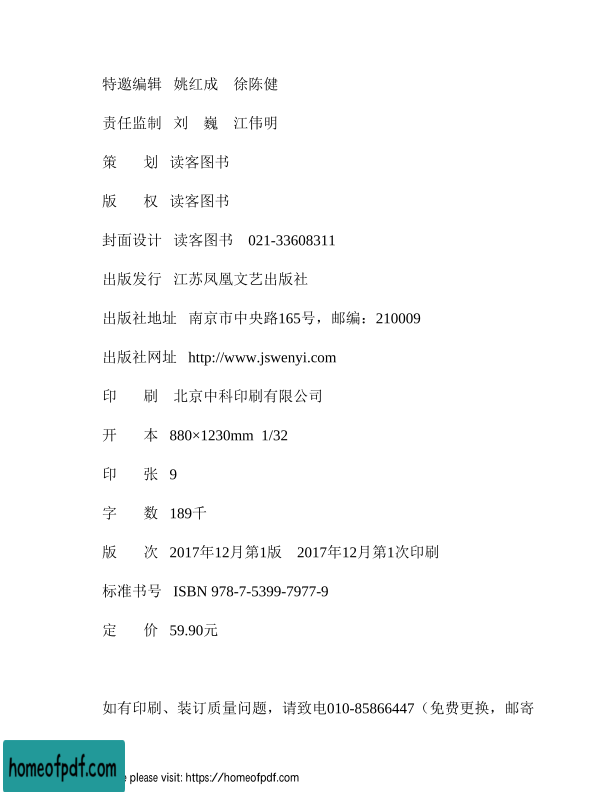 特邀编辑 姚红成 徐陈健
责任监制 刘 巍 江伟明
策 划 读客图书
版 权 读客图书
封面设计 读客图书 021-33608311
出版发行 江苏凤凰文艺出版社
出版社地址 南京市中央路165号，邮编：210009
出版社网址 http://www.jswenyi.com
印 刷 北京中科印刷有限公司
开 本 880×1230mm 1/32
印 张 9
字 数 189千
版 次 2017年12月第1版 2017年12月第1次印刷
标准书号 ISBN 978-7-5399-7977-9
定 价 59.90元
如有印刷、装订质量问题，请致电010-85866447（免费更换，邮寄
homeofpdf.com
please visit: https://homeofpdf.com